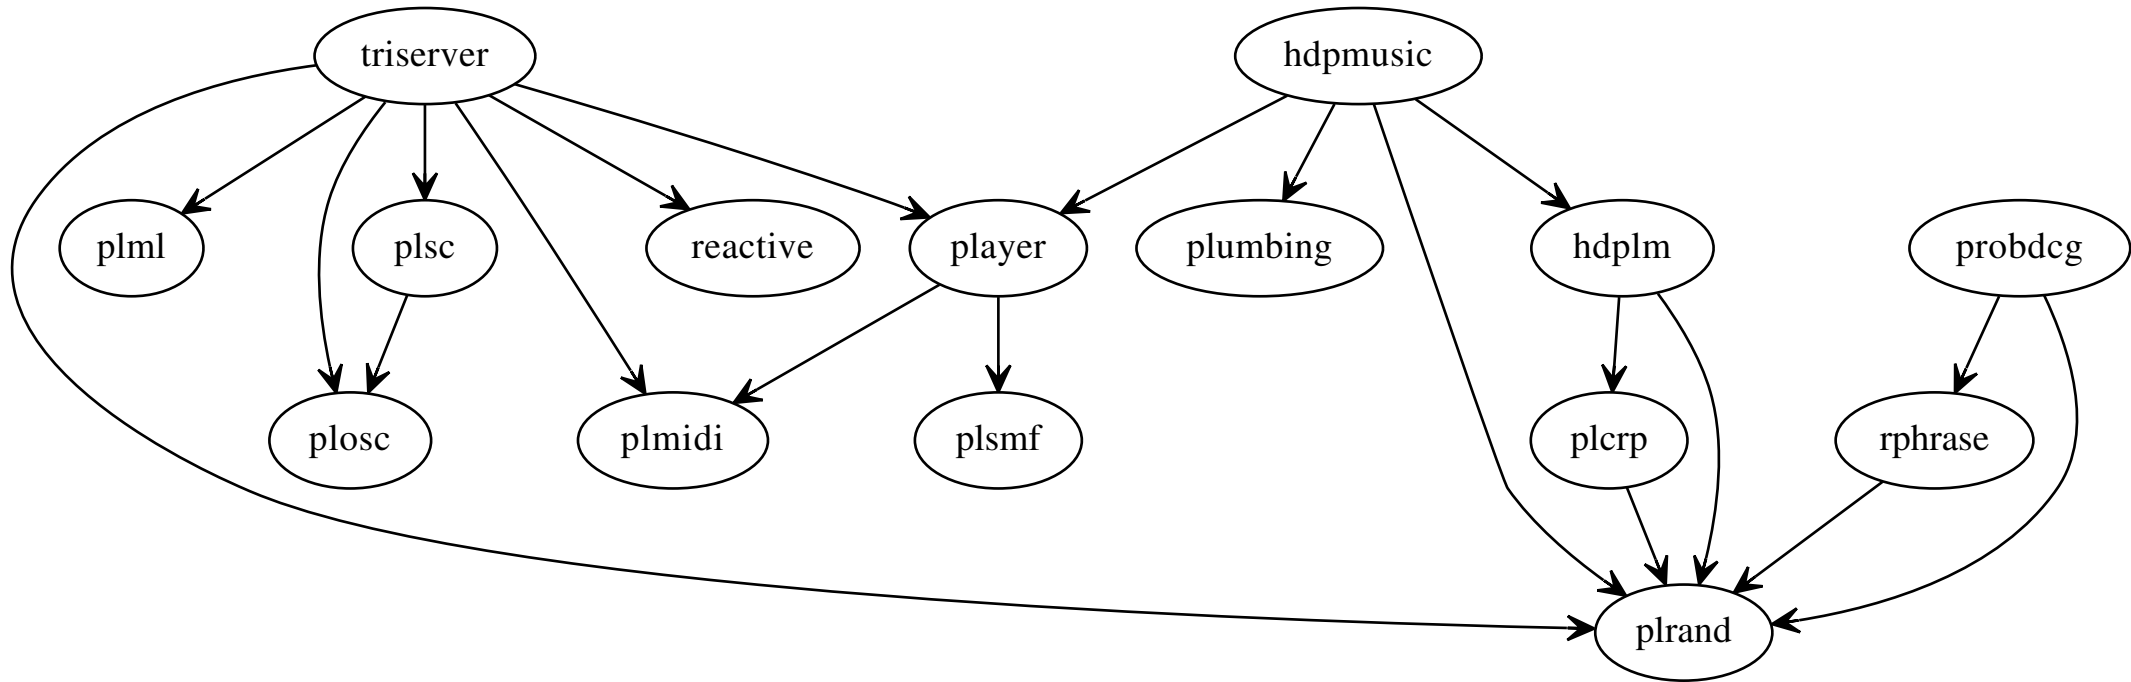 triserver
hdpmusic
plml
plsc
reactive
player
plumbing
hdplm
probdcg
plosc
plmidi
plsmf
plcrp
rphrase
plrand